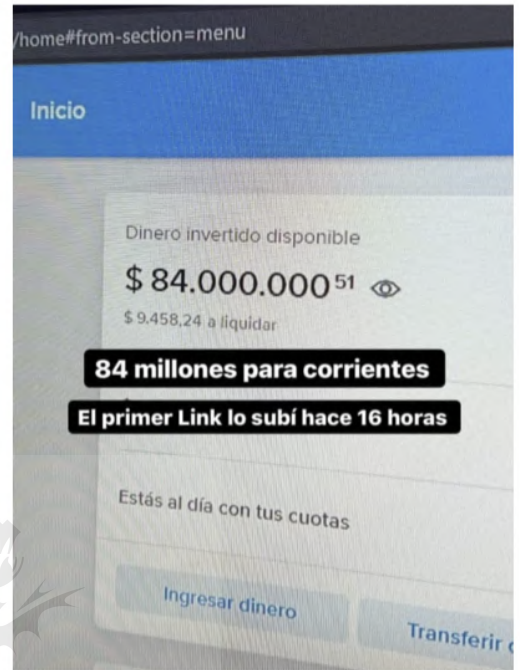 /home#from-section=menu
Inicio
Dinero invertido disponible
$ 84.000.000 51
$ 9.458,24 a liquidar
84 millones para corrientes
El primer Link lo subí hace 16 horas
Estás al día con tus cuotas
Ingresar dinero
Transferir